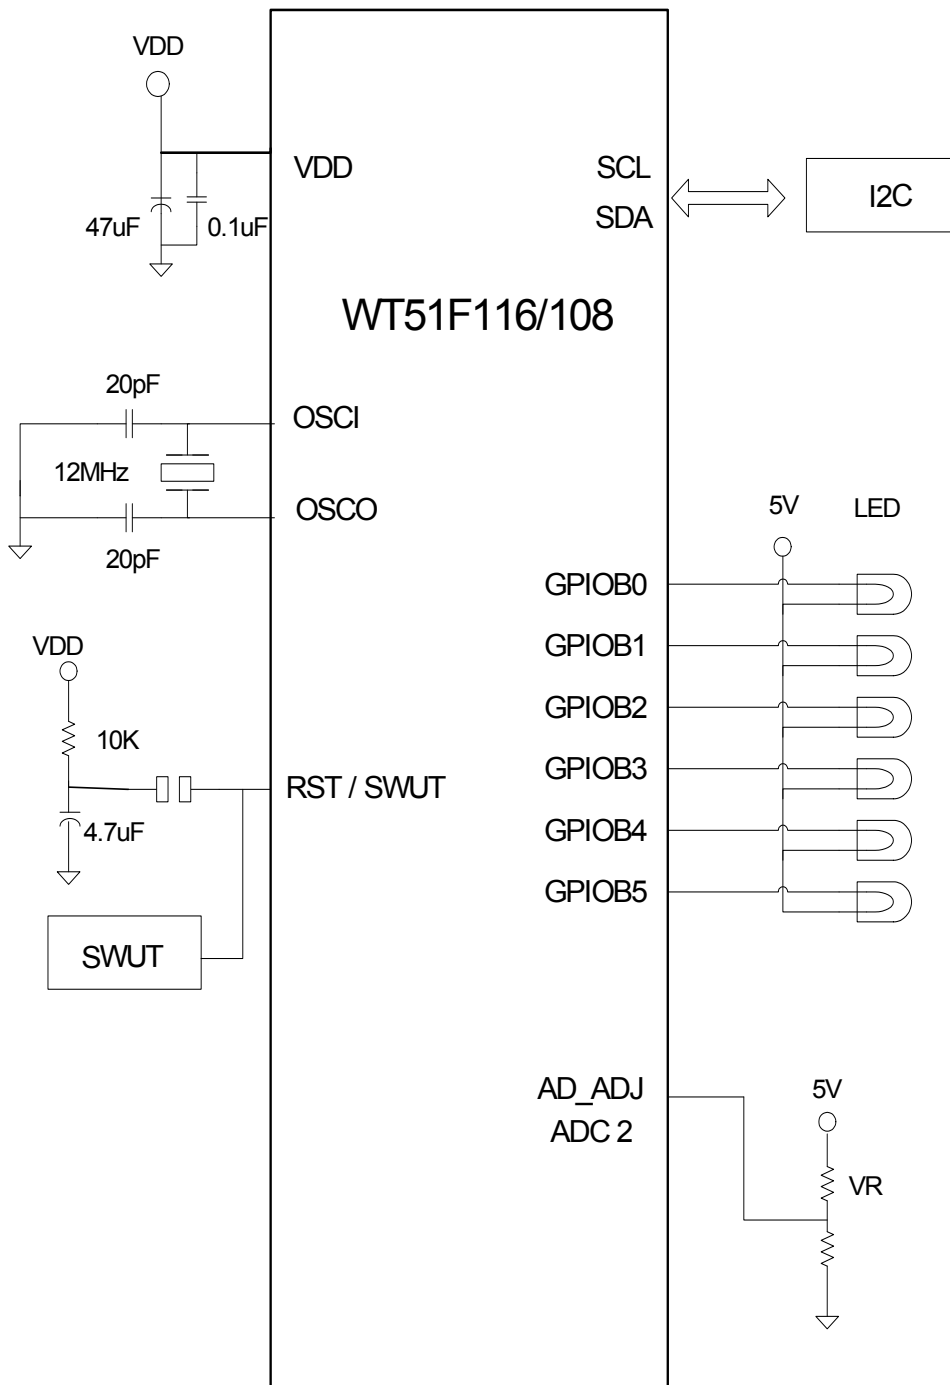 VDD
VDD
SCL
SDA
I2C
47uF
0.1uF
WT51F116/108
20pF
OSCI
12MHz
OSCO
20pF
5V
LED
GPIOB0
GPIOB1
GPIOB2
GPIOB3
GPIOB4
GPIOB5
VDD
10K
RST / SWUT
4.7uF
SWUT
AD_ADJ
ADC 2
5V
VR